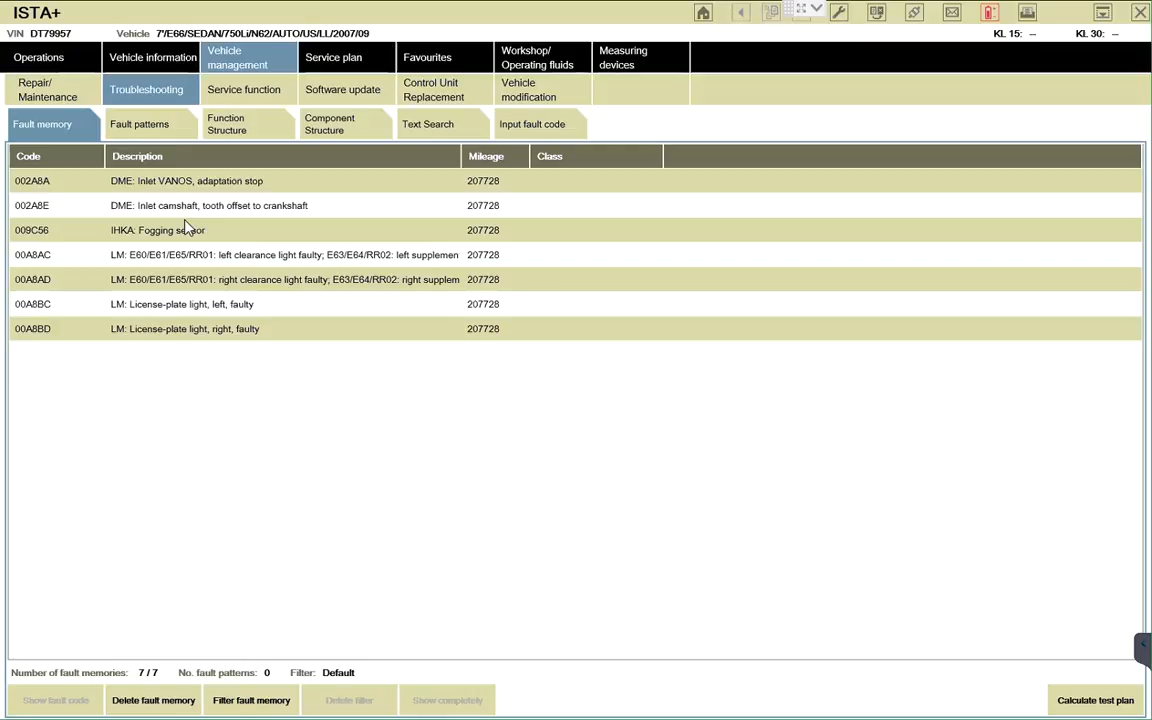 ISTA+
VIN DT79957 Vehicle 7'/E66/SEDAN/750Li/N62/AUTO/US/LL/2007/09 KL 15: -- KL 30: --
Operations
Vehicle information
Vehicle
management
Service plan
Favourites
Workshop/
Operating fluids
Measuring
devices
Repair/
Maintenance
Troubleshooting
Service function
Software update
Control Unit
Replacement
Vehicle
modification
Fault memory
Fault patterns
Function
Structure
Component
Structure
Text Search
Input fault code
Code Description Mileage Class
002A8A DME: Inlet VANOS, adaptation stop 207728
002A8E DME: Inlet camshaft, tooth offset to crankshaft 207728
009C56 IHKA: Fogging sensor 207728
00A8AC LM: E60/E61/E65/RR01: left clearance light faulty; E63/E64/RR02: left supplemen 207728
00A8AD LM: E60/E61/E65/RR01: right clearance light faulty; E63/E64/RR02: right supplem 207728
00A8BC LM: License-plate light, left, faulty 207728
00A8BD LM: License-plate light, right, faulty 207728
Number of fault memories: 7 / 7 No. fault patterns: 0 Filter: Default
Show fault code Delete fault memory Filter fault memory Delete filter Show completely Calculate test plan